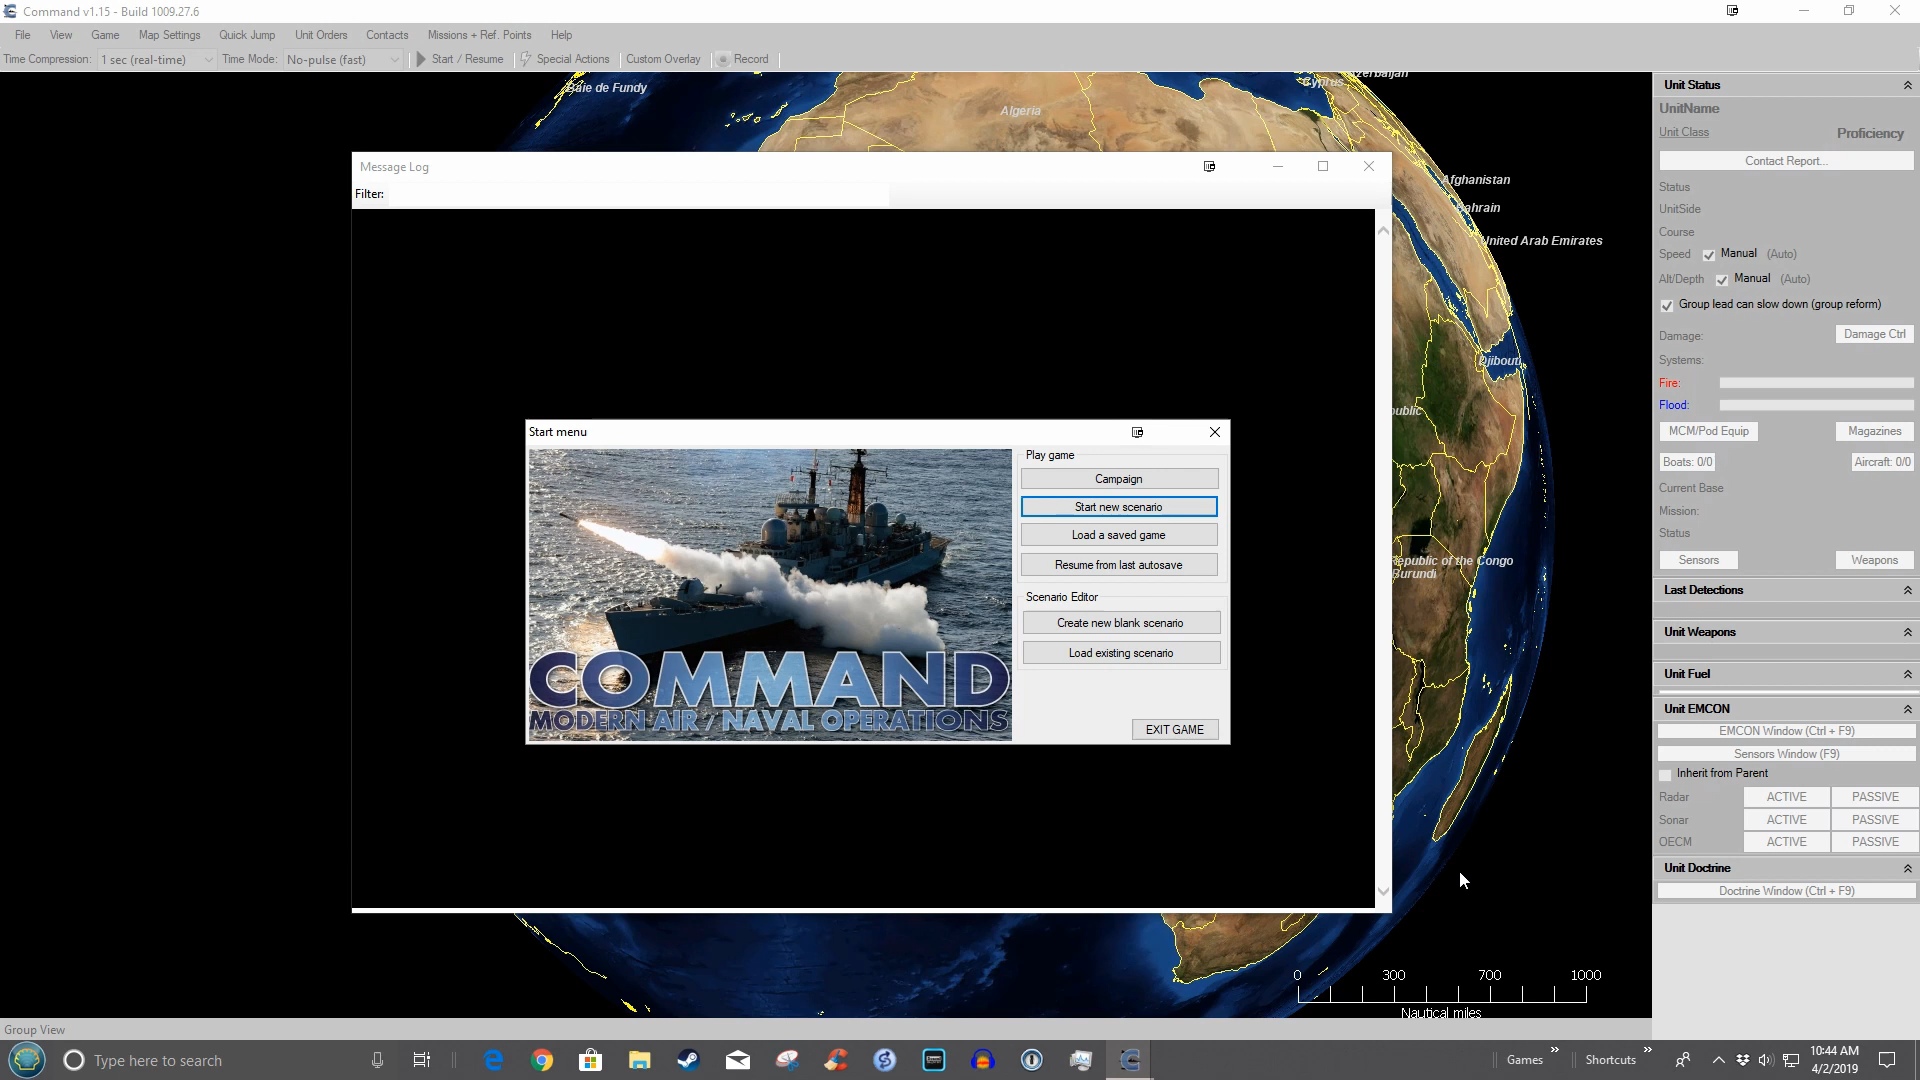 Command v1.15 - Build 1009.27.6
File View Game Map Settings Quick Jump Unit Orders Contacts Missions + Ref. Points Help
Time Compression: 1 sec (real-time) Time Mode: No-pulse (fast) Start / Resume Special Actions Custom Overlay Record
Baie de Fundy
Algeria
Cyprus
Azerbaijan
Afghanistan
Bahrain
United Arab Emirates
Djibouti
public
Republic of the Congo
Burundi
Message Log
Filter:
Start menu
COMMAND
MODERN AIR / NAVAL OPERATIONS
Play game
Campaign
Start new scenario
Load a saved game
Resume from last autosave
Scenario Editor
Create new blank scenario
Load existing scenario
EXIT GAME
0 300 700 1000
Nautical miles
Unit Status
UnitName
Unit Class Proficiency
Contact Report...
Status
UnitSide
Course
Speed Manual (Auto)
Alt/Depth Manual (Auto)
Group lead can slow down (group reform)
Damage: Damage Ctrl
Systems:
Fire:
Flood:
MCM/Pod Equip Magazines
Boats: 0/0 Aircraft: 0/0
Current Base
Mission:
Status
Sensors Weapons
Last Detections
Unit Weapons
Unit Fuel
Unit EMCON
EMCON Window (Ctrl + F9)
Sensors Window (F9)
Inherit from Parent
Radar ACTIVE PASSIVE
Sonar ACTIVE PASSIVE
OECM ACTIVE PASSIVE
Unit Doctrine
Doctrine Window (Ctrl + F9)
Group View
Type here to search
Games
Shortcuts
10:44 AM
4/2/2019